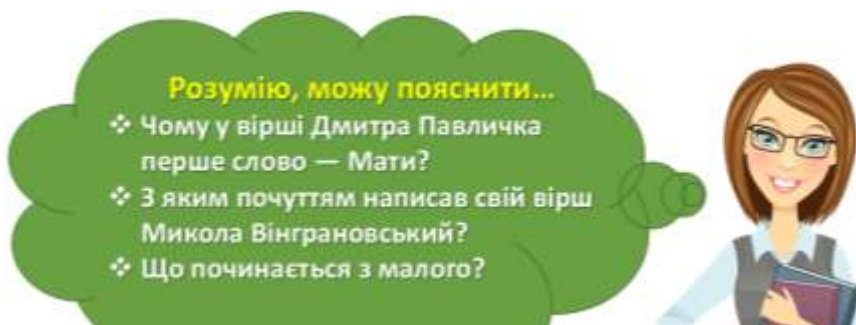 Розумію, можу пояснити...
❖ Чому у вірші Дмитра Павличка
перше слово — Мати?
❖ З яким почуттям написав свій вірш
Микола Вінграновський?
❖ Що починається з малого?